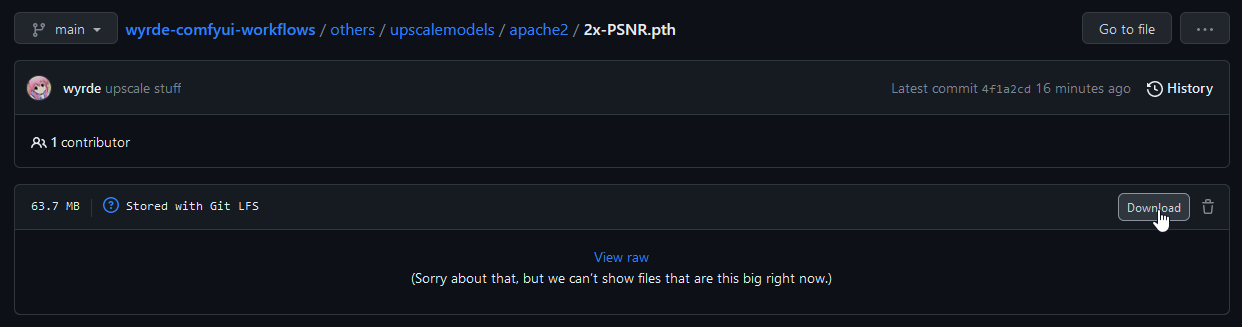 main wyrde-comfyui-workflows / others / upscalemodels / apache2 / 2x-PSNR.pth Go to file ...
wyrde upscale stuff Latest commit 4f1a2cd 16 minutes ago History
1 contributor
63.7 MB Stored with Git LFS Download
View raw
(Sorry about that, but we can't show files that are this big right now.)